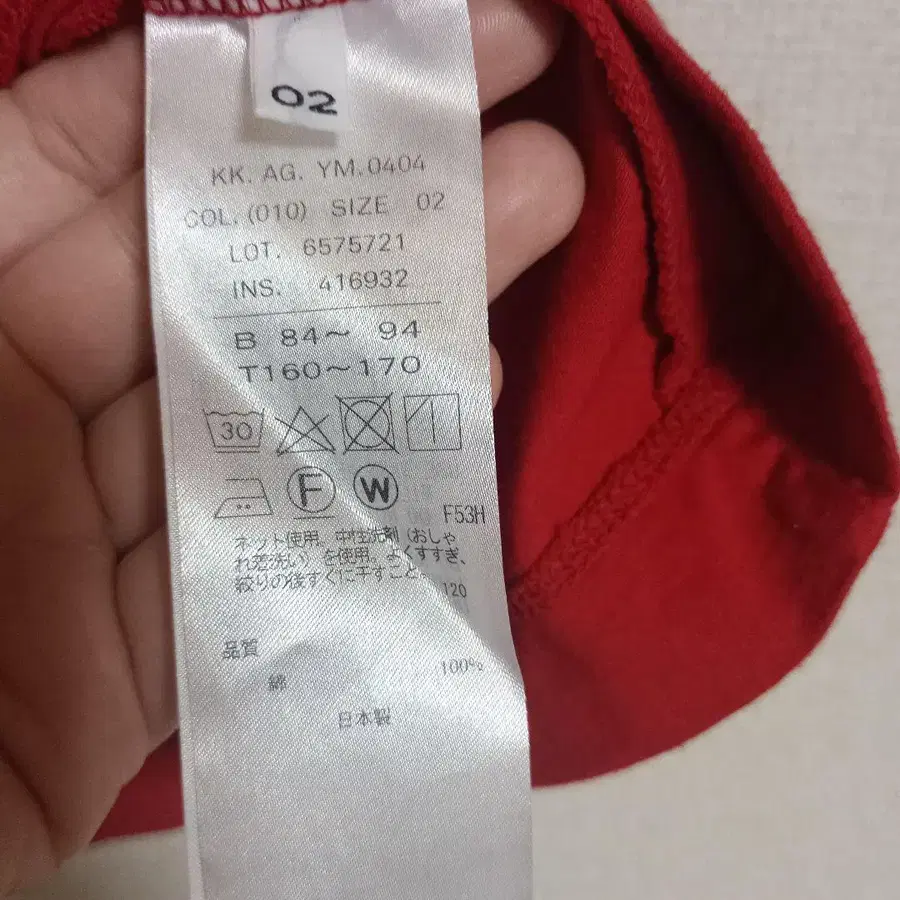 02
KK. AG. YM.0404
COL.(010) SIZE 02
LOT. 6575721
INS. 416932
B 84～ 94
T160～170
30
F W
F53H
ネット使用、中性洗剤（おしゃ
れ着洗い）を使用、よくすすぎ、
絞りの後すぐに干すこと。
120
品質
綿 100%
日本製